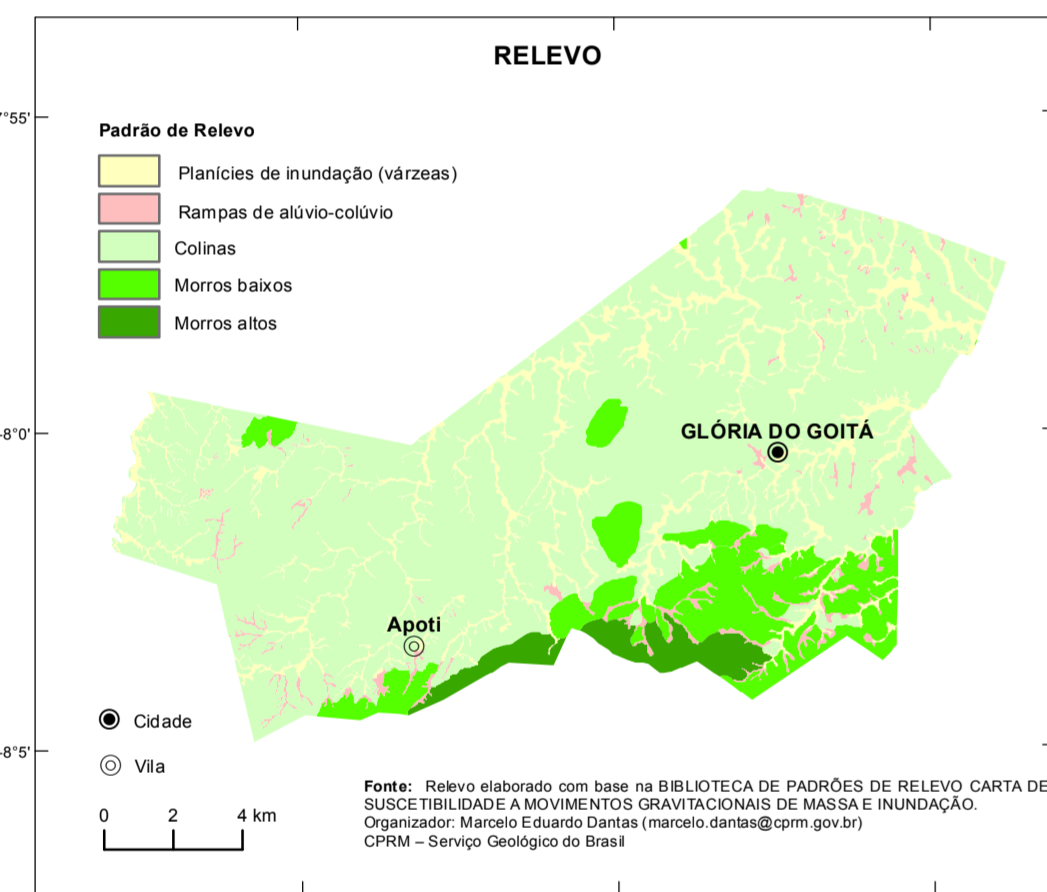 RELEVO
7°55'
Padrão de Relevo
Planícies de inundação (várzeas)
Rampas de alúvio-colúvio
Colinas
Morros baixos
Morros altos
-8°0'
GLÓRIA DO GOITÁ
Apoti
Cidade
-8°5'
Vila
0 2 4 km
Fonte: Relevo elaborado com base na BIBLIOTECA DE PADRÕES DE RELEVO CARTA DE
SUSCETIBILIDADE A MOVIMENTOS GRAVITACIONAIS DE MASSA E INUNDAÇÃO.
Organizador: Marcelo Eduardo Dantas (marcelo.dantas@cprm.gov.br)
CPRM – Serviço Geológico do Brasil